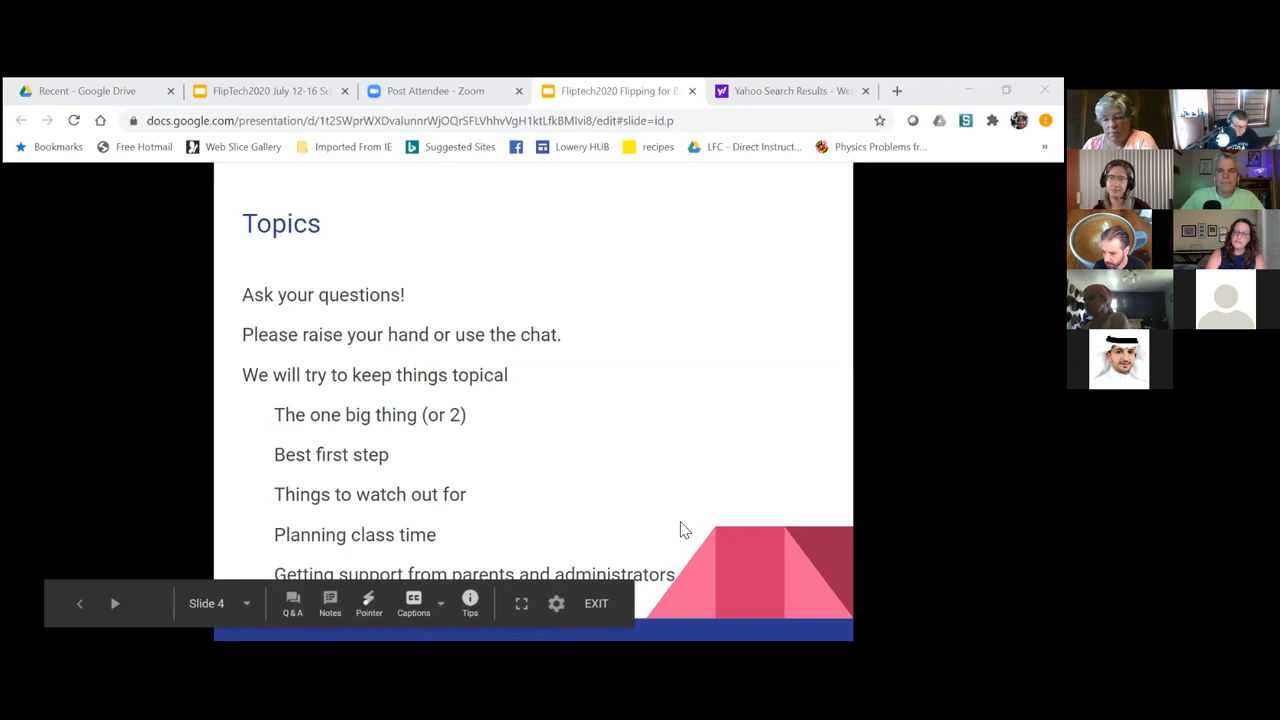 Recent - Google Drive
FlipTech2020 July 12-16 Sc
Post Attendee - Zoom
Fliptech2020 Flipping for B
Yahoo Search Results - Wel
docs.google.com/presentation/d/1t2SWprWXDvalunnrWjOQrSFLVhhvVgH1ktLfkBMIvi8/edit#slide=id.p
Bookmarks
Free Hotmail
Web Slice Gallery
Imported From IE
Suggested Sites
Lowery HUB
recipes
LFC - Direct Instruct...
Physics Problems fr...
Topics
Ask your questions!
Please raise your hand or use the chat.
We will try to keep things topical
The one big thing (or 2)
Best first step
Things to watch out for
Planning class time
Getting support from parents and administrators
Slide 4
Q & A
Notes
Pointer
Captions
Tips
EXIT